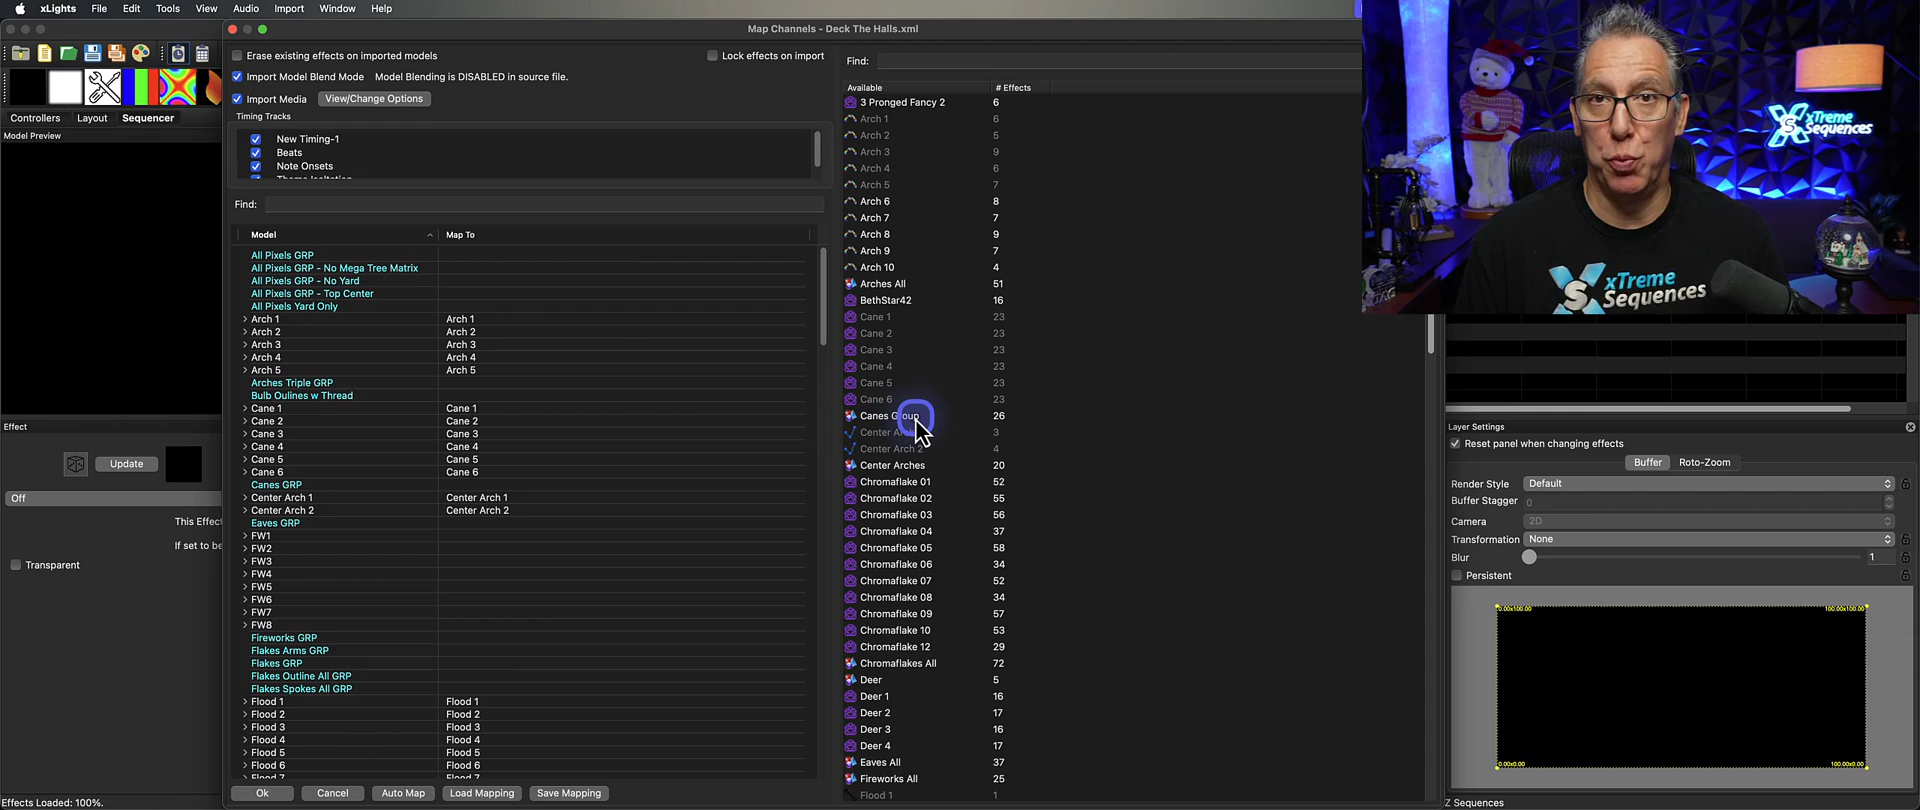 xLights File Edit Tools View Audio Import Window Help
Map Channels - Deck The Halls.xml
Controllers Layout Sequencer
Model Preview
Effect
Update
Off
This Effect
If set to be
Transparent
Effects Loaded: 100%.
Erase existing effects on imported models
Lock effects on import
Import Model Blend Mode Model Blending is DISABLED in source file.
Import Media View/Change Options
Timing Tracks
New Timing-1
Beats
Note Onsets
Find:
Model Map To
All Pixels GRP
All Pixels GRP - No Mega Tree Matrix
All Pixels GRP - No Yard
All Pixels GRP - Top Center
All Pixels Yard Only
Arch 1 Arch 1
Arch 2 Arch 2
Arch 3 Arch 3
Arch 4 Arch 4
Arch 5 Arch 5
Arches Triple GRP
Bulb Oulines w Thread
Cane 1 Cane 1
Cane 2 Cane 2
Cane 3 Cane 3
Cane 4 Cane 4
Cane 5 Cane 5
Cane 6 Cane 6
Canes GRP
Center Arch 1 Center Arch 1
Center Arch 2 Center Arch 2
Eaves GRP
FW1
FW2
FW3
FW4
FW5
FW6
FW7
FW8
Fireworks GRP
Flakes Arms GRP
Flakes GRP
Flakes Outline All GRP
Flakes Spokes All GRP
Flood 1 Flood 1
Flood 2 Flood 2
Flood 3 Flood 3
Flood 4 Flood 4
Flood 5 Flood 5
Flood 6 Flood 6
Flood 7 Flood 7
Ok Cancel Auto Map Load Mapping Save Mapping
Find:
Available # Effects
3 Pronged Fancy 2 6
Arch 1 6
Arch 2 5
Arch 3 9
Arch 4 6
Arch 5 7
Arch 6 8
Arch 7 7
Arch 8 9
Arch 9 7
Arch 10 4
Arches All 51
BethStar42 16
Cane 1 23
Cane 2 23
Cane 3 23
Cane 4 23
Cane 5 23
Cane 6 23
Canes Group 26
Center 3
Center Arch 2 4
Center Arches 20
Chromaflake 01 52
Chromaflake 02 55
Chromaflake 03 56
Chromaflake 04 37
Chromaflake 05 58
Chromaflake 06 34
Chromaflake 07 52
Chromaflake 08 34
Chromaflake 09 57
Chromaflake 10 53
Chromaflake 12 29
Chromaflakes All 72
Deer 5
Deer 1 16
Deer 2 17
Deer 3 16
Deer 4 17
Eaves All 37
Fireworks All 25
Flood 1 1
xTreme
Sequences
xTreme
Sequences
Layer Settings
Reset panel when changing effects
Buffer Roto-Zoom
Render Style Default
Buffer Stagger 0
Camera 2D
Transformation None
Blur 1
Persistent
0.00x100.00 100.00x100.00
0.00x0.00 100.00x0.00
Z Sequences